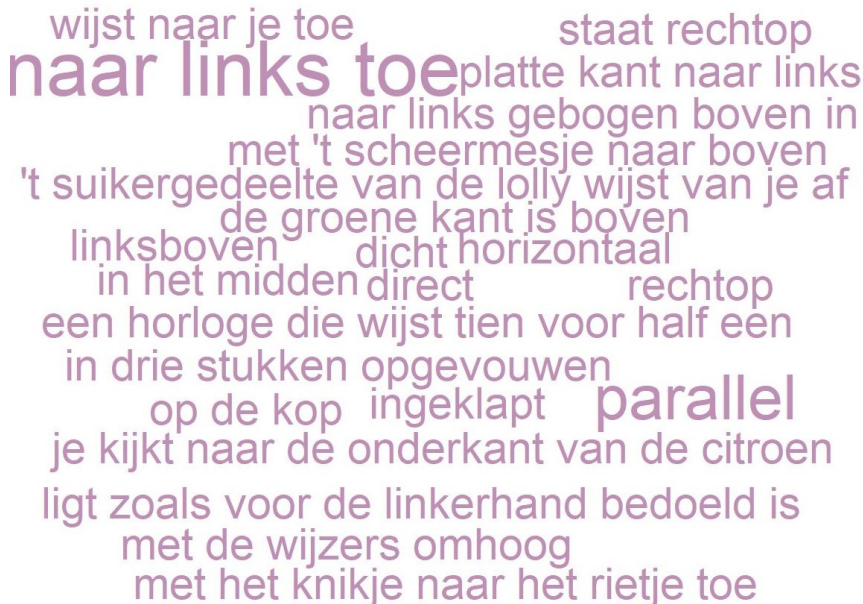 wijst naar je toe
staat rechtop
naar links toe
platte kant naar links
naar links gebogen boven in
met 't scheermesje naar boven
't suikergedeelte van de lolly wijst van je af
de groene kant is boven
linksboven
dicht
horizontaal
in het midden
direct
rechtop
een horloge die wijst tien voor half een
in drie stukken opgevouwen
op de kop
ingeklapt
parallel
je kijkt naar de onderkant van de citroen
ligt zoals voor de linkerhand bedoeld is
met de wijzers omhoog
met het knikje naar het rietje toe